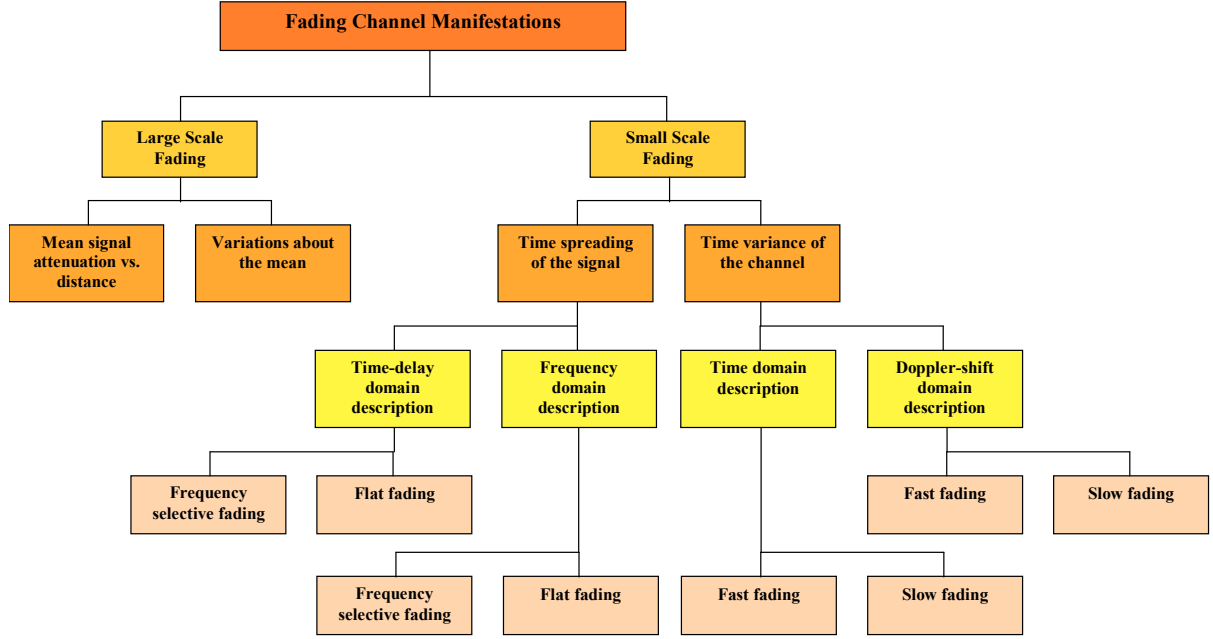 Fading Channel Manifestations
Large Scale
Fading
Small Scale
Fading
Mean signal
attenuation vs.
distance
Variations about
the mean
Time spreading
of the signal
Time variance of
the channel
Time-delay
domain
description
Frequency
domain
description
Time domain
description
Doppler-shift
domain
description
Frequency
selective fading
Flat fading
Fast fading
Slow fading
Frequency
selective fading
Flat fading
Fast fading
Slow fading